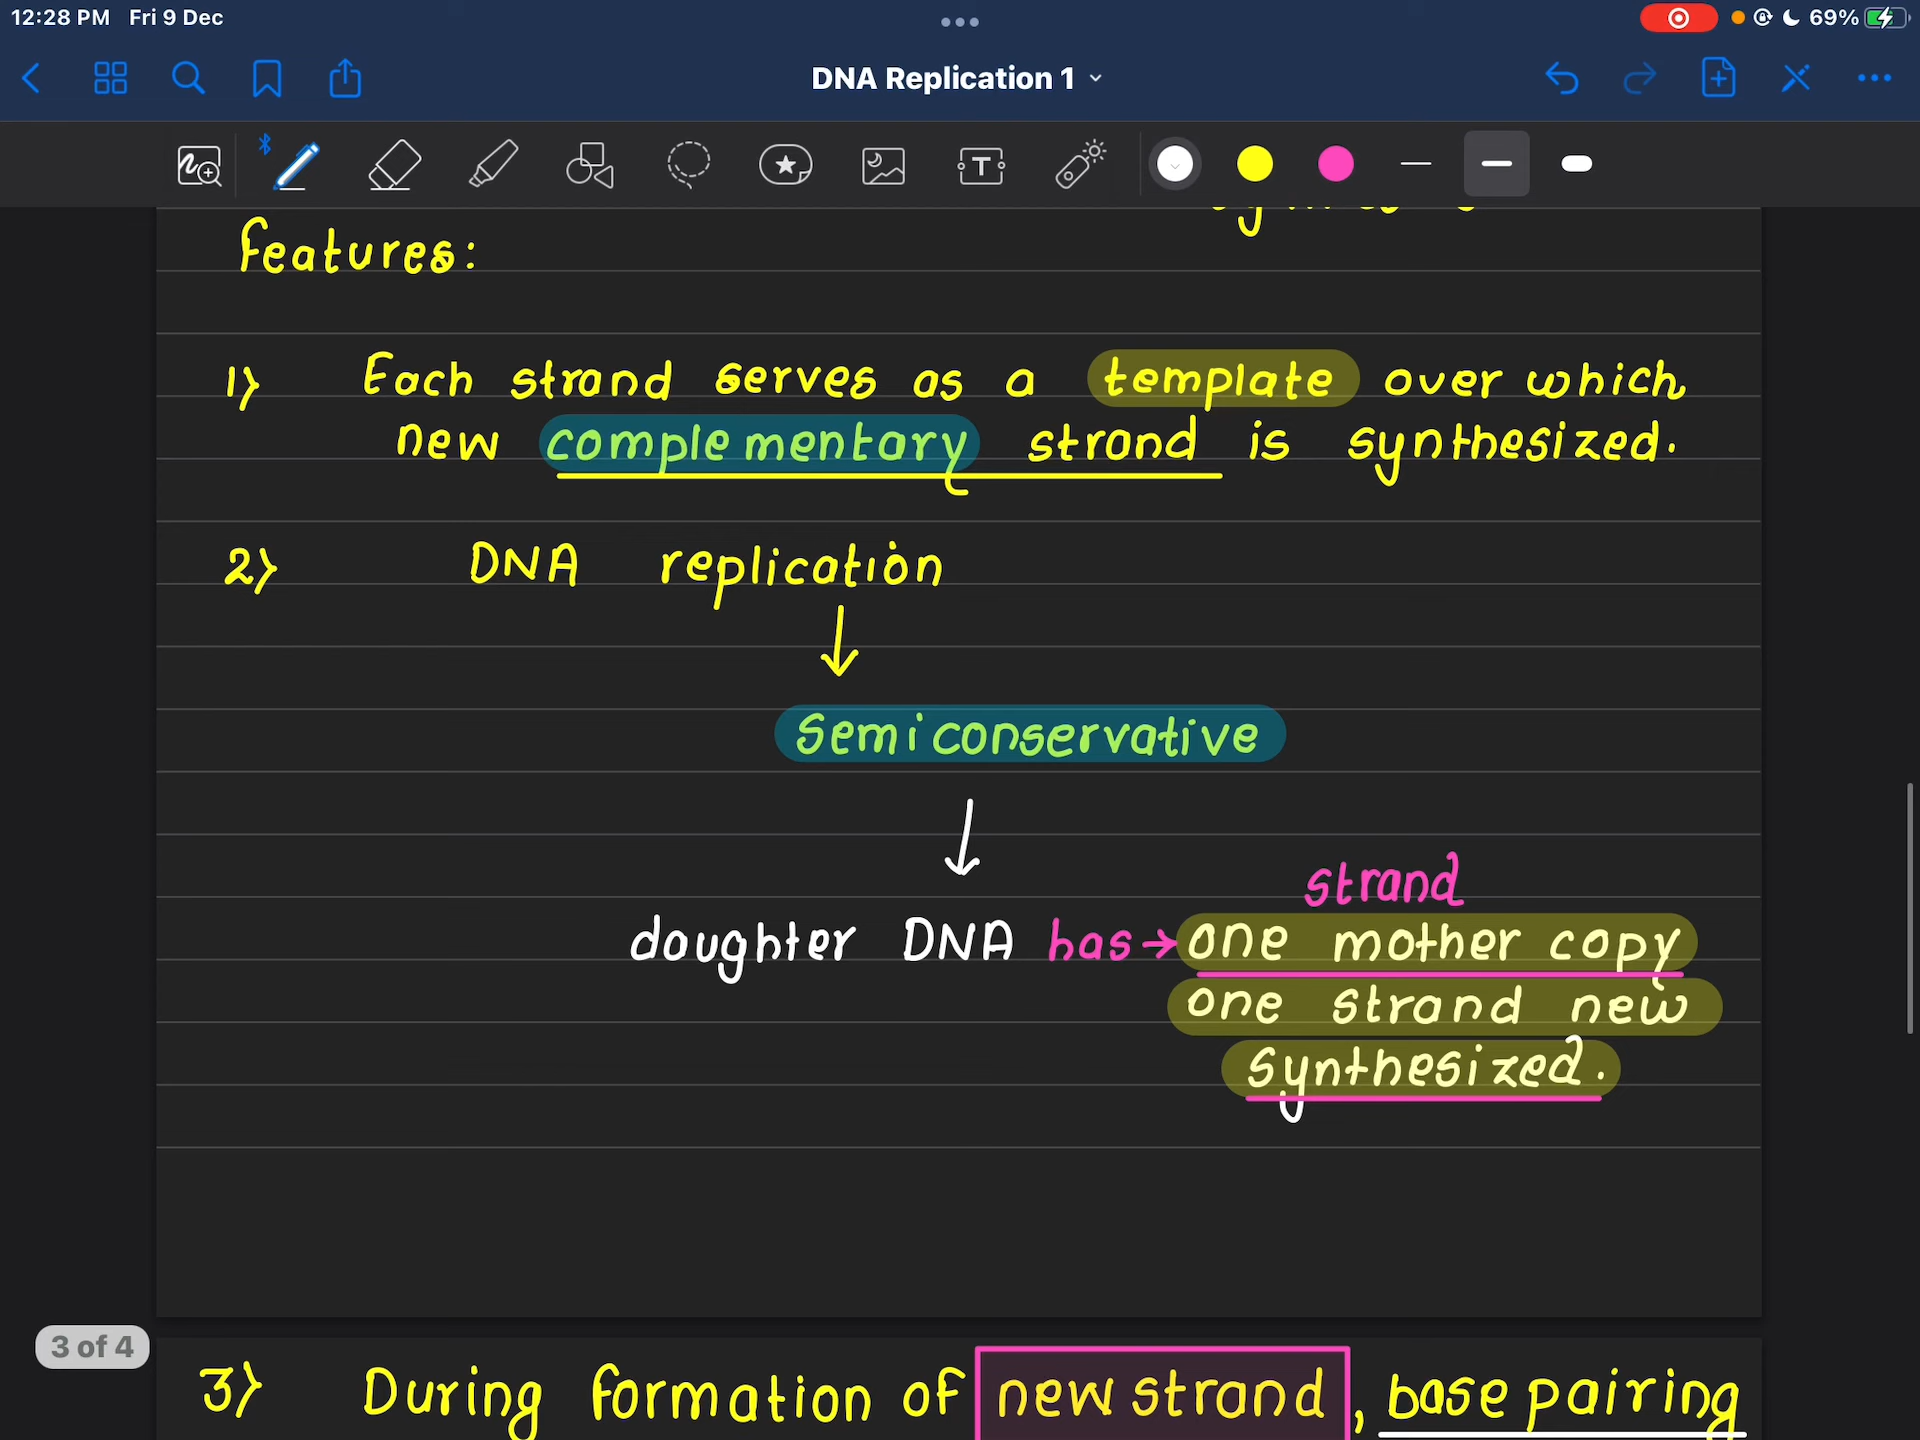 12:28 PM Fri 9 Dec
69%
DNA Replication 1
features:
1) Each strand serves as a template over which
new complementary strand is synthesized.
2) DNA replication
Semiconservative
strand
daughter DNA has → one mother copy
one strand new
synthesized.
3 of 4
3) During formation of new strand, base pairing